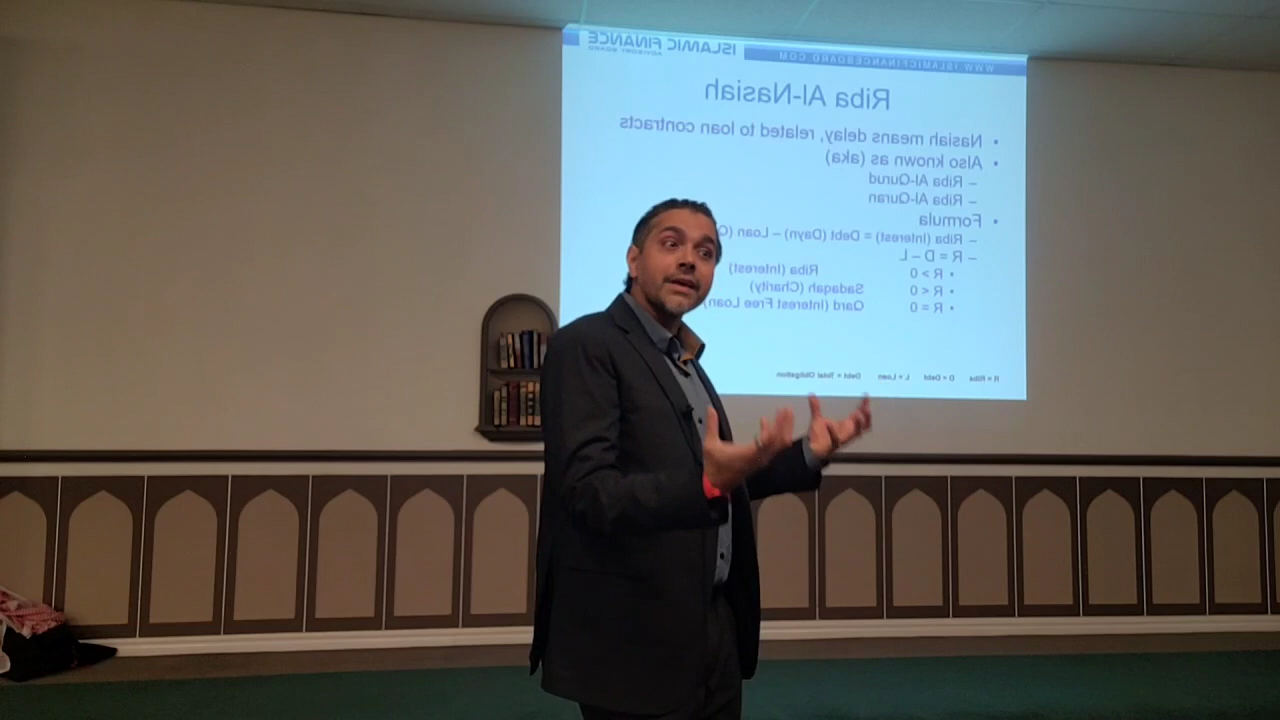 WWW.ISLAMICFINANCEBOARD.COM
ISLAMIC FINANCE
ADVISORY BOARD
Riba Al-Nasiah
• Nasiah means delay, related to loan contracts
• Also known as (aka)
– Riba Al-Qurud
– Riba Al-Quran
• Formula
– Riba (Interest) = Debt (Dayn) – Loan
– R = D – L
• R > 0 Riba (Interest)
• R < 0 Sadaqah (Charity)
• R = 0 Qard (Interest Free Loan)
R = Riba D = Debt L = Loan Debt = Total Obligation